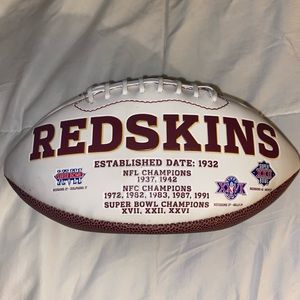 REDSKINS
ESTABLISHED DATE: 1932
NFL CHAMPIONS
1937, 1942
NFC CHAMPIONS
1972, 1982, 1983, 1987, 1991
SUPER BOWL CHAMPIONS
XVII, XXII, XXVI